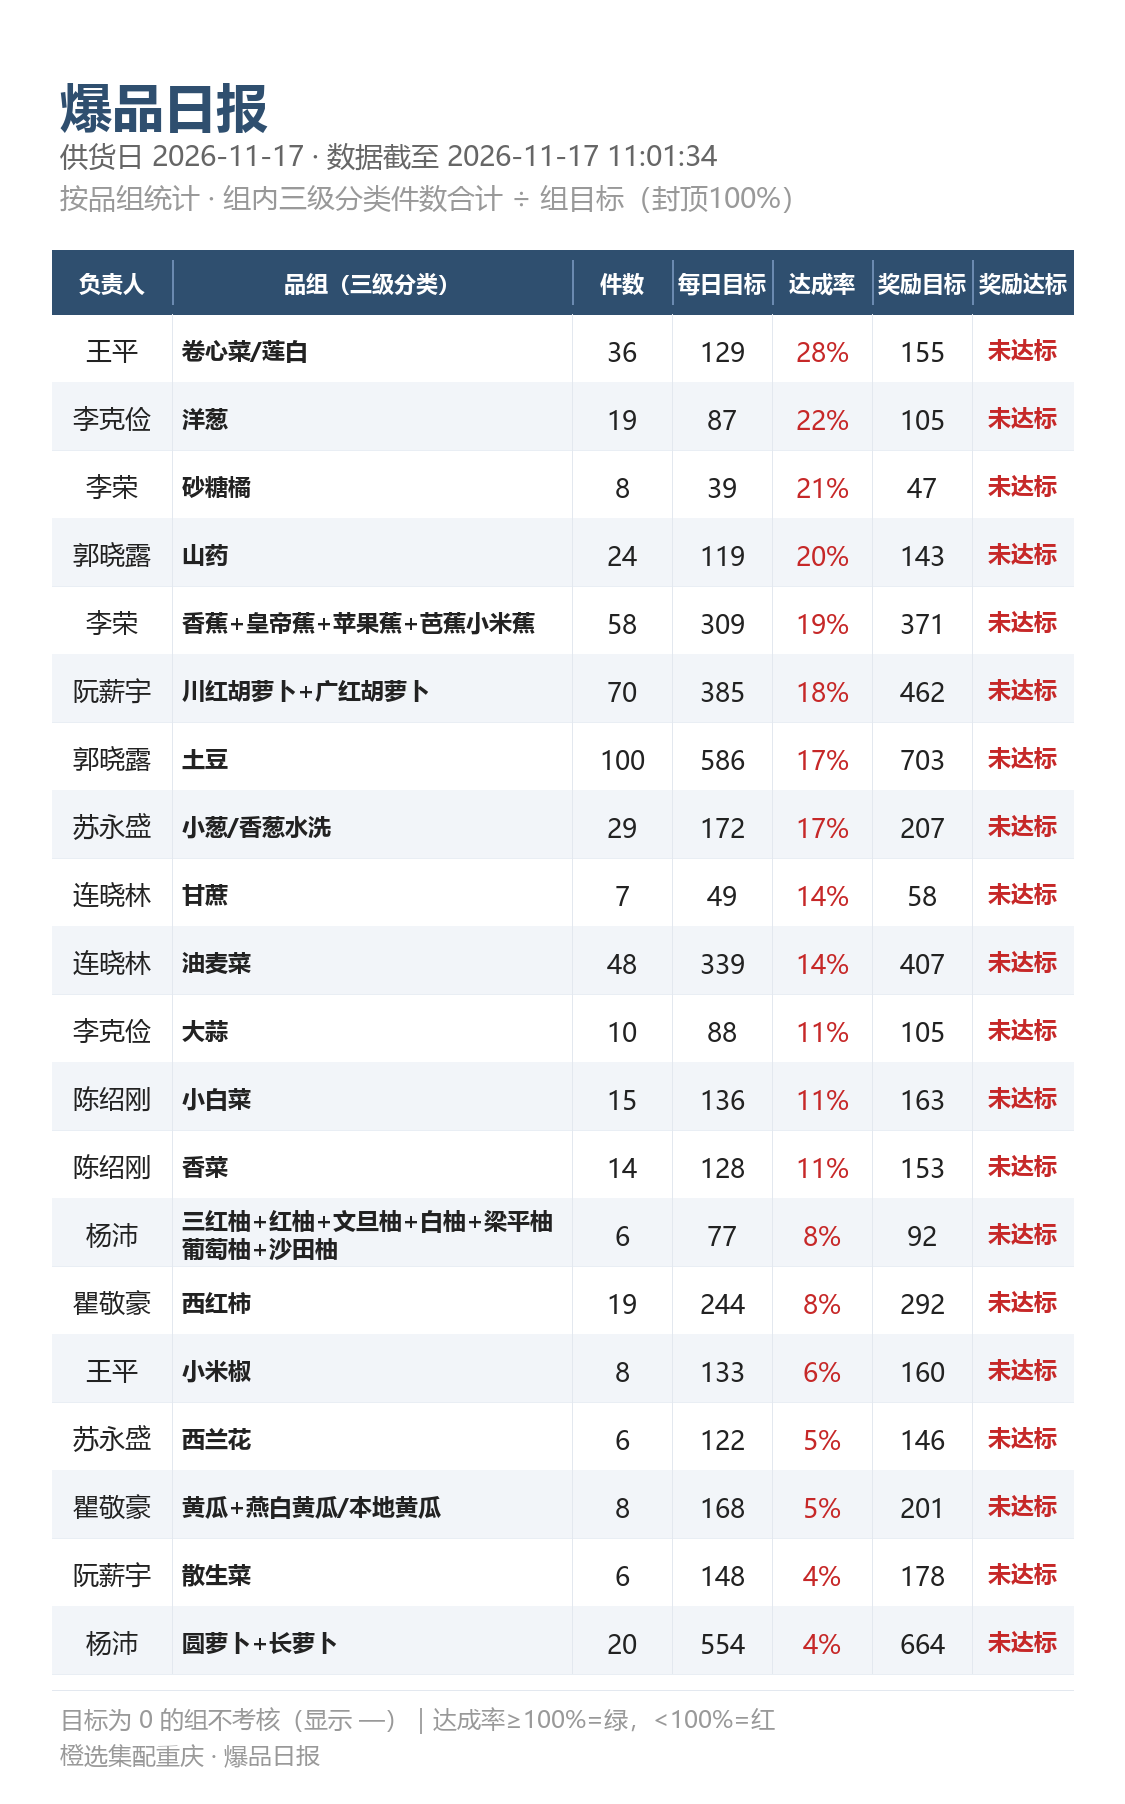 爆品日报
供货日 2026-11-17 · 数据截至 2026-11-17 11:01:34
按品组统计 · 组内三级分类件数合计 ÷ 组目标（封顶100%）
负责人 品组（三级分类） 件数 每日目标 达成率 奖励目标 奖励达标
王平 卷心菜/莲白 36 129 28% 155 未达标
李克俭 洋葱 19 87 22% 105 未达标
李荣 砂糖橘 8 39 21% 47 未达标
郭晓露 山药 24 119 20% 143 未达标
李荣 香蕉+皇帝蕉+苹果蕉+芭蕉小米蕉 58 309 19% 371 未达标
阮薪宇 川红胡萝卜+广红胡萝卜 70 385 18% 462 未达标
郭晓露 土豆 100 586 17% 703 未达标
苏永盛 小葱/香葱水洗 29 172 17% 207 未达标
连晓林 甘蔗 7 49 14% 58 未达标
连晓林 油麦菜 48 339 14% 407 未达标
李克俭 大蒜 10 88 11% 105 未达标
陈绍刚 小白菜 15 136 11% 163 未达标
陈绍刚 香菜 14 128 11% 153 未达标
杨沛 三红柚+红柚+文旦柚+白柚+梁平柚 6 77 8% 92 未达标
葡萄柚+沙田柚
瞿敬豪 西红柿 19 244 8% 292 未达标
王平 小米椒 8 133 6% 160 未达标
苏永盛 西兰花 6 122 5% 146 未达标
瞿敬豪 黄瓜+燕白黄瓜/本地黄瓜 8 168 5% 201 未达标
阮薪宇 散生菜 6 148 4% 178 未达标
杨沛 圆萝卜+长萝卜 20 554 4% 664 未达标
目标为 0 的组不考核（显示 —）｜达成率≥100%=绿，<100%=红
橙选集配重庆 · 爆品日报